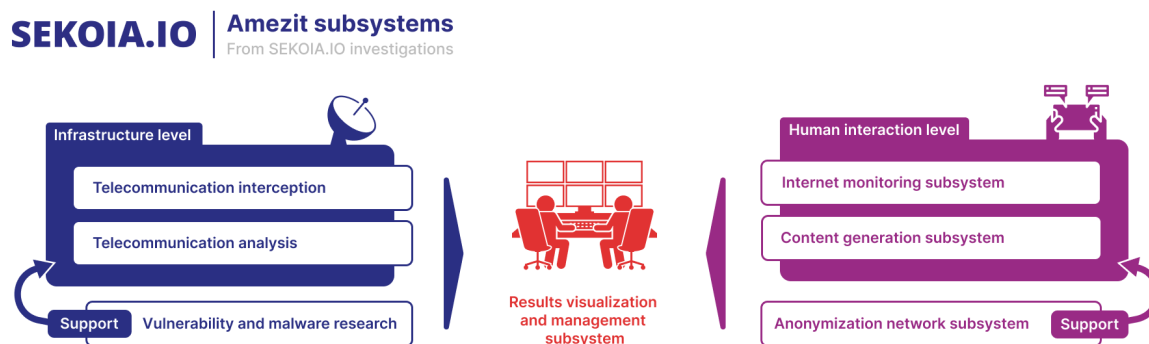 SEKOIA.IO
Amezit subsystems
From SEKOIA.IO investigations
Infrastructure level
Telecommunication interception
Telecommunication analysis
Support
Vulnerability and malware research
Results visualization
and management
subsystem
Human interaction level
Internet monitoring subsystem
Content generation subsystem
Anonymization network subsystem
Support